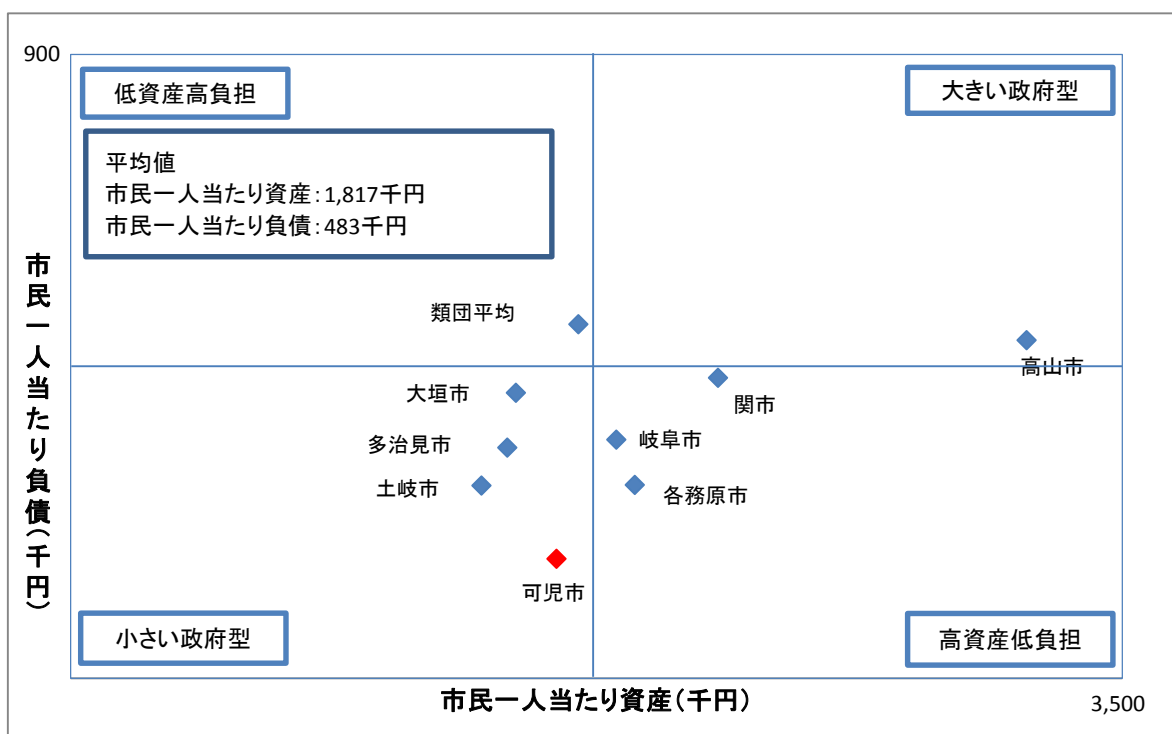 900
低資産高負担
大きい政府型
平均値
市民一人当たり資産：1,817千円
市民一人当たり負債：483千円
市民一人当たり負債（千円）
類団平均
高山市
大垣市
関市
多治見市
岐阜市
土岐市
各務原市
可児市
小さい政府型
高資産低負担
市民一人当たり資産（千円）
3,500